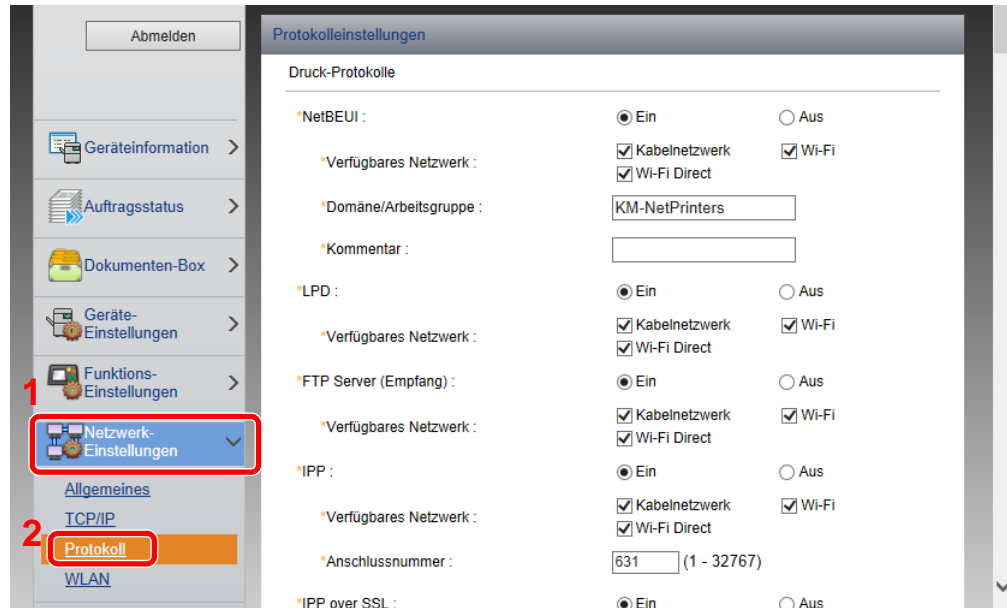 Abmelden
Geräteinformation
Auftragsstatus
Dokumenten-Box
Geräte-
Einstellungen
Funktions-
Einstellungen
1
Netzwerk-
Einstellungen
Allgemeines
TCP/IP
2
Protokoll
WLAN
Protokolleinstellungen
Druck-Protokolle
*NetBEUI : Ein Aus
*Verfügbares Netzwerk : Kabelnetzwerk Wi-Fi
Wi-Fi Direct
*Domäne/Arbeitsgruppe : KM-NetPrinters
*Kommentar :
*LPD : Ein Aus
*Verfügbares Netzwerk : Kabelnetzwerk Wi-Fi
Wi-Fi Direct
*FTP Server (Empfang) : Ein Aus
*Verfügbares Netzwerk : Kabelnetzwerk Wi-Fi
Wi-Fi Direct
*IPP : Ein Aus
*Verfügbares Netzwerk : Kabelnetzwerk Wi-Fi
Wi-Fi Direct
*Anschlussnummer : 631 (1 - 32767)
*IPP over SSL : Ein Aus